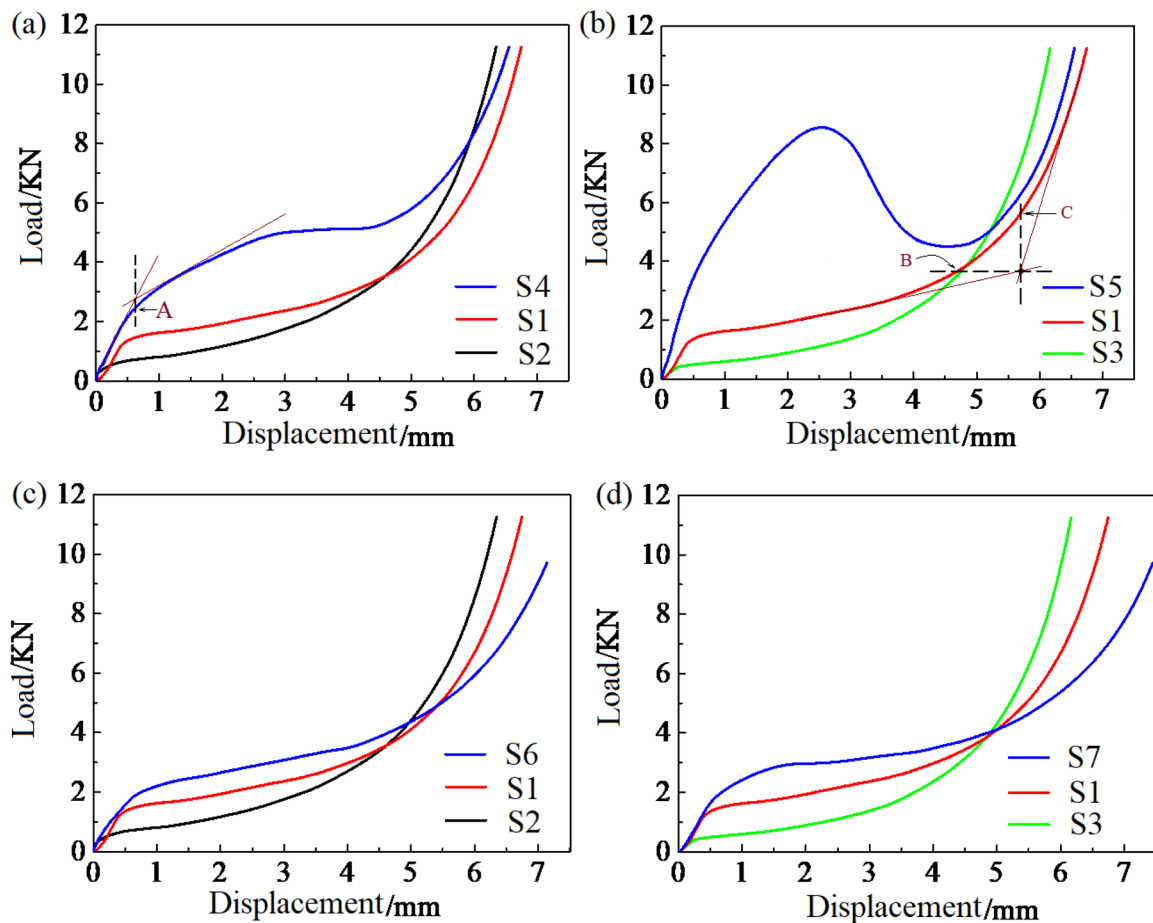 (a)
12
10
8
6
4
2
0
Load/KN
A
S4
S1
S2
0 1 2 3 4 5 6 7
Displacement/mm
(b)
12
10
8
6
4
2
0
Load/KN
B
C
S5
S1
S3
0 1 2 3 4 5 6 7
Displacement/mm
(c)
12
10
8
6
4
2
0
Load/KN
S6
S1
S2
0 1 2 3 4 5 6 7
Displacement/mm
(d)
12
10
8
6
4
2
0
Load/KN
S7
S1
S3
0 1 2 3 4 5 6 7
Displacement/mm